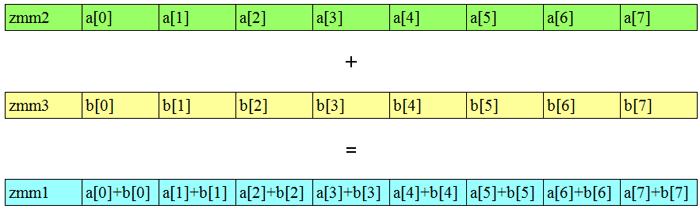 zmm2 a[0] a[1] a[2] a[3] a[4] a[5] a[6] a[7]
+
zmm3 b[0] b[1] b[2] b[3] b[4] b[5] b[6] b[7]
=
zmm1 a[0]+b[0] a[1]+b[1] a[2]+b[2] a[3]+b[3] a[4]+b[4] a[5]+b[5] a[6]+b[6] a[7]+b[7]